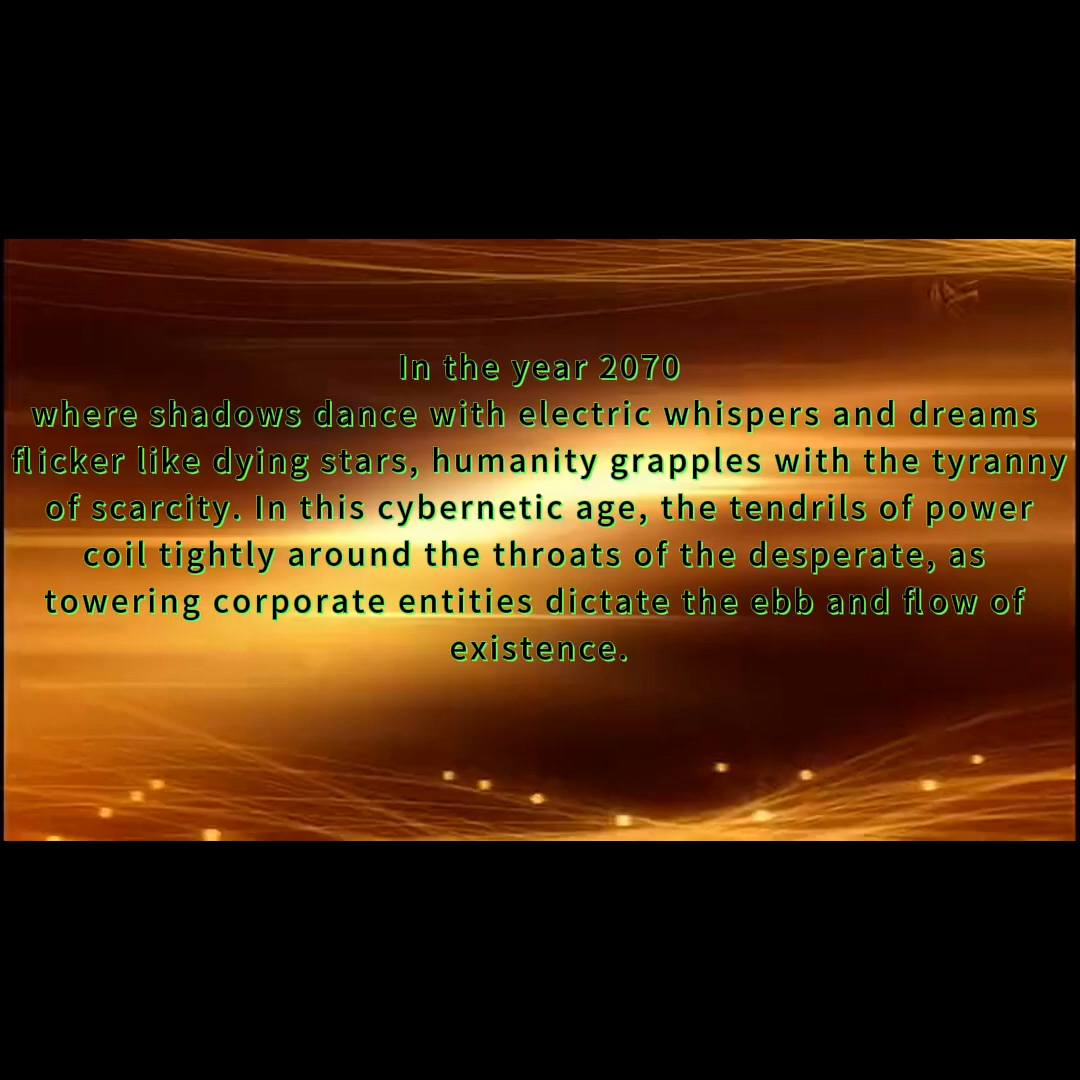 In the year 2070
where shadows dance with electric whispers and dreams
flicker like dying stars, humanity grapples with the tyranny
of scarcity. In this cybernetic age, the tendrils of power
coil tightly around the throats of the desperate, as
towering corporate entities dictate the ebb and flow of
existence.